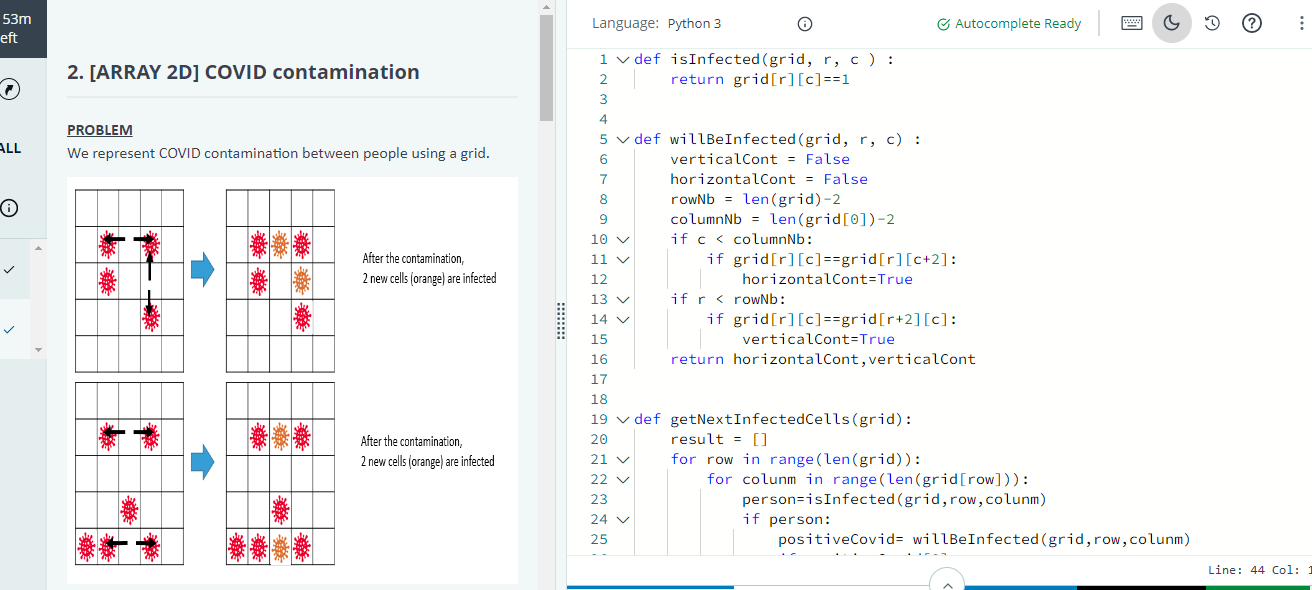 53m
eft
ALL
2. [ARRAY 2D] COVID contamination
PROBLEM
We represent COVID contamination between people using a grid.
After the contamination,
2 new cells (orange) are infected
After the contamination,
2 new cells (orange) are infected
Language: Python 3
Autocomplete Ready
1 def isInfected(grid, r, c ) :
2 return grid[r][c]==1
3
4
5 def willBeInfected(grid, r, c) :
6 verticalCont = False
7 horizontalCont = False
8 rowNb = len(grid)-2
9 columnNb = len(grid[0])-2
10 if c < columnNb:
11 if grid[r][c]==grid[r][c+2]:
12 horizontalCont=True
13 if r < rowNb:
14 if grid[r][c]==grid[r+2][c]:
15 verticalCont=True
16 return horizontalCont,verticalCont
17
18
19 def getNextInfectedCells(grid):
20 result = []
21 for row in range(len(grid)):
22 for colunm in range(len(grid[row])):
23 person=isInfected(grid,row,colunm)
24 if person:
25 positiveCovid= willBeInfected(grid,row,colunm)
Line: 44 Col: 1